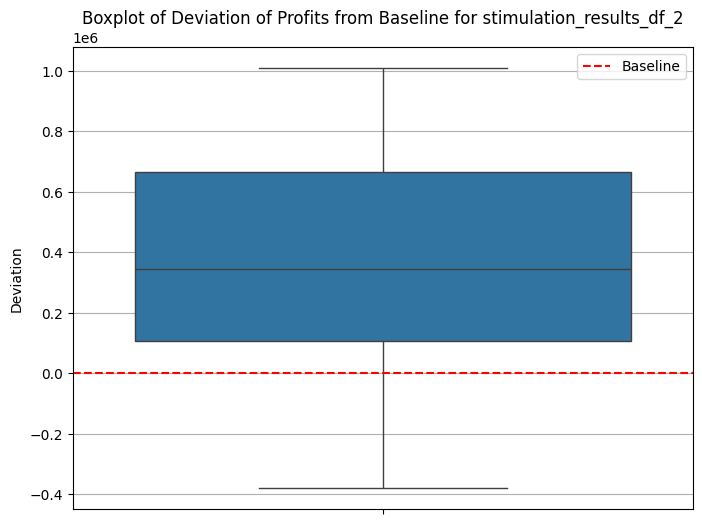 Boxplot of Deviation of Profits from Baseline for stimulation_results_df_2
1e6
Baseline
1.0
0.8
0.6
0.4
0.2
0.0
−0.2
−0.4
Deviation